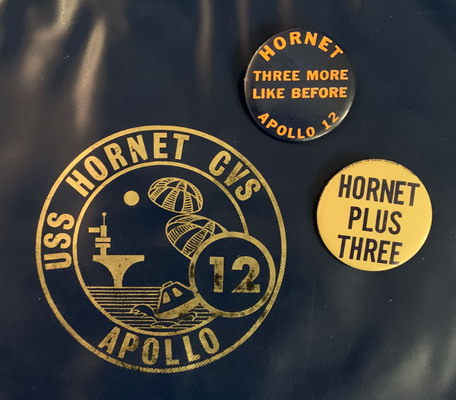 HORNET
THREE MORE
LIKE BEFORE
APOLLO 12
HORNET
PLUS
THREE
USS HORNET CVS
12
APOLLO